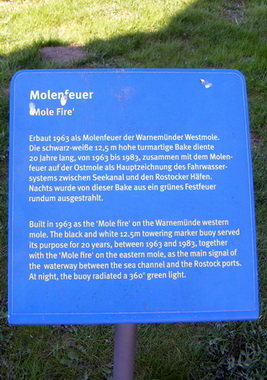 Molenfeuer
'Mole Fire'
Erbaut 1963 als Molenfeuer der Warnemünder Westmole.
Die schwarz-weiße 12,5 m hohe turmartige Bake diente
20 Jahre lang, von 1963 bis 1983, zusammen mit dem Molen-
feuer auf der Ostmole als Hauptzeichnung des Fahrwasser-
systems zwischen Seekanal und den Rostocker Häfen.
Nachts wurde von dieser Bake aus ein grünes Festfeuer
rundum ausgestrahlt.
Built in 1963 as the 'Mole fire' on the Warnemünde western
mole. The black and white 12.5m towering marker buoy served
its purpose for 20 years, between 1963 and 1983, together
with the 'Mole fire' on the eastern mole, as the main signal of
the waterway between the sea channel and the Rostock ports.
At night, the buoy radiated a 360° green light.